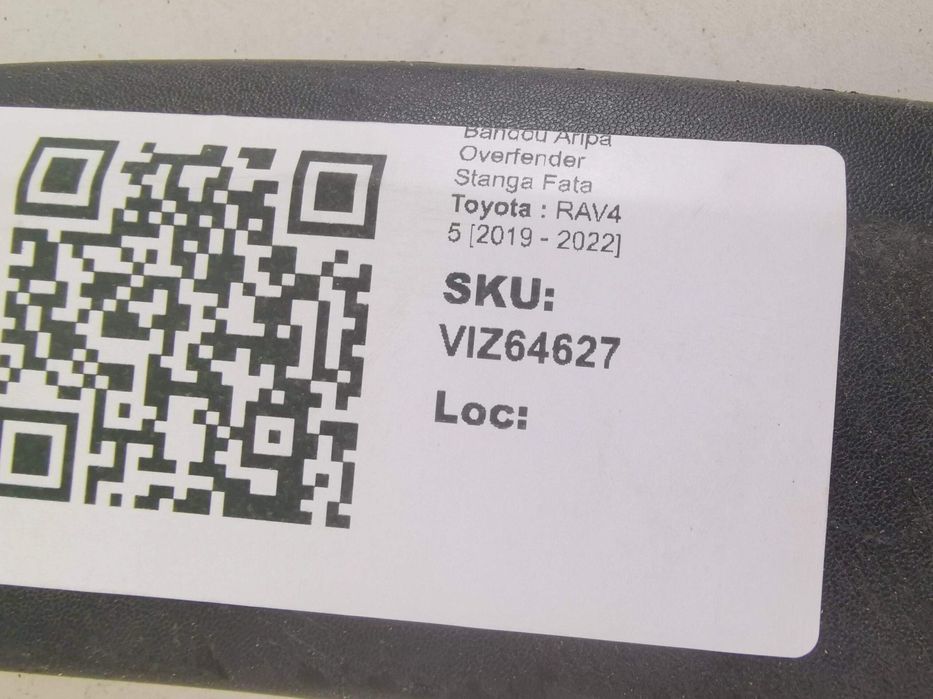 Bandou Aripa
Overfender
Stanga Fata
Toyota : RAV4
5 [2019 - 2022]
SKU:
VIZ64627
Loc: